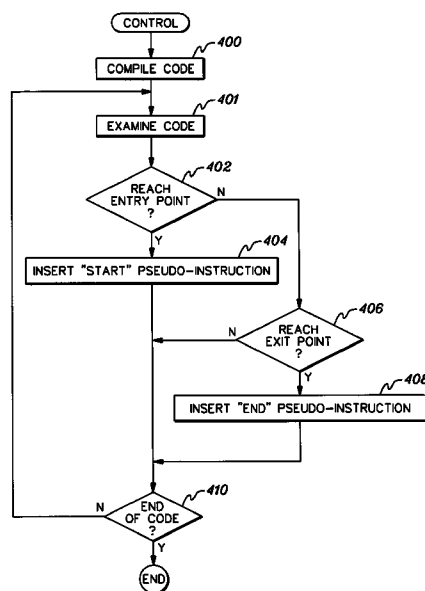 CONTROL
400
COMPILE CODE
401
EXAMINE CODE
402
REACH
ENTRY POINT
?
N
Y
404
INSERT "START" PSEUDO-INSTRUCTION
406
N
REACH
EXIT POINT
?
Y
408
INSERT "END" PSEUDO-INSTRUCTION
410
N
END
OF CODE
?
Y
END